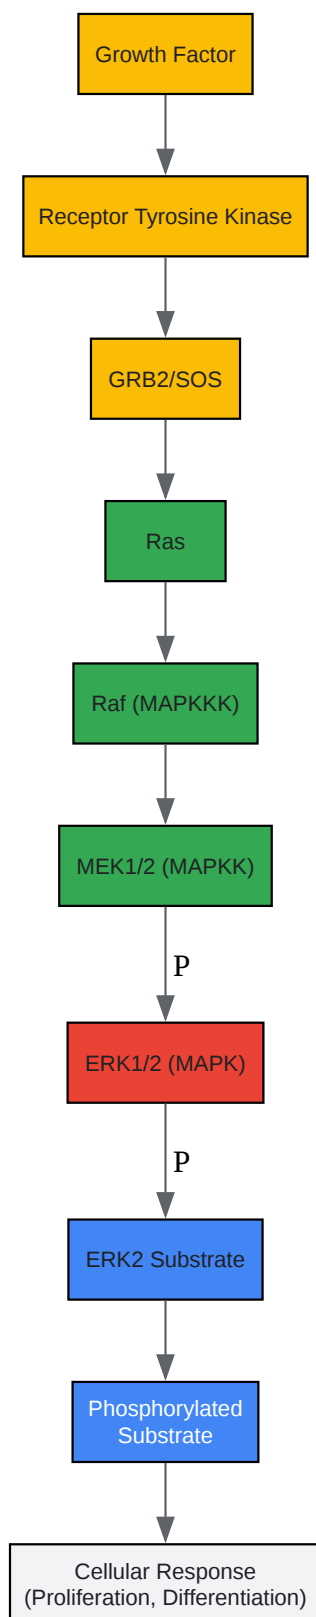 Growth Factor
Receptor Tyrosine Kinase
GRB2/SOS
Ras
Raf (MAPKKK)
MEK1/2 (MAPKK)
P
ERK1/2 (MAPK)
P
ERK2 Substrate
Phosphorylated
Substrate
Cellular Response
(Proliferation, Differentiation)